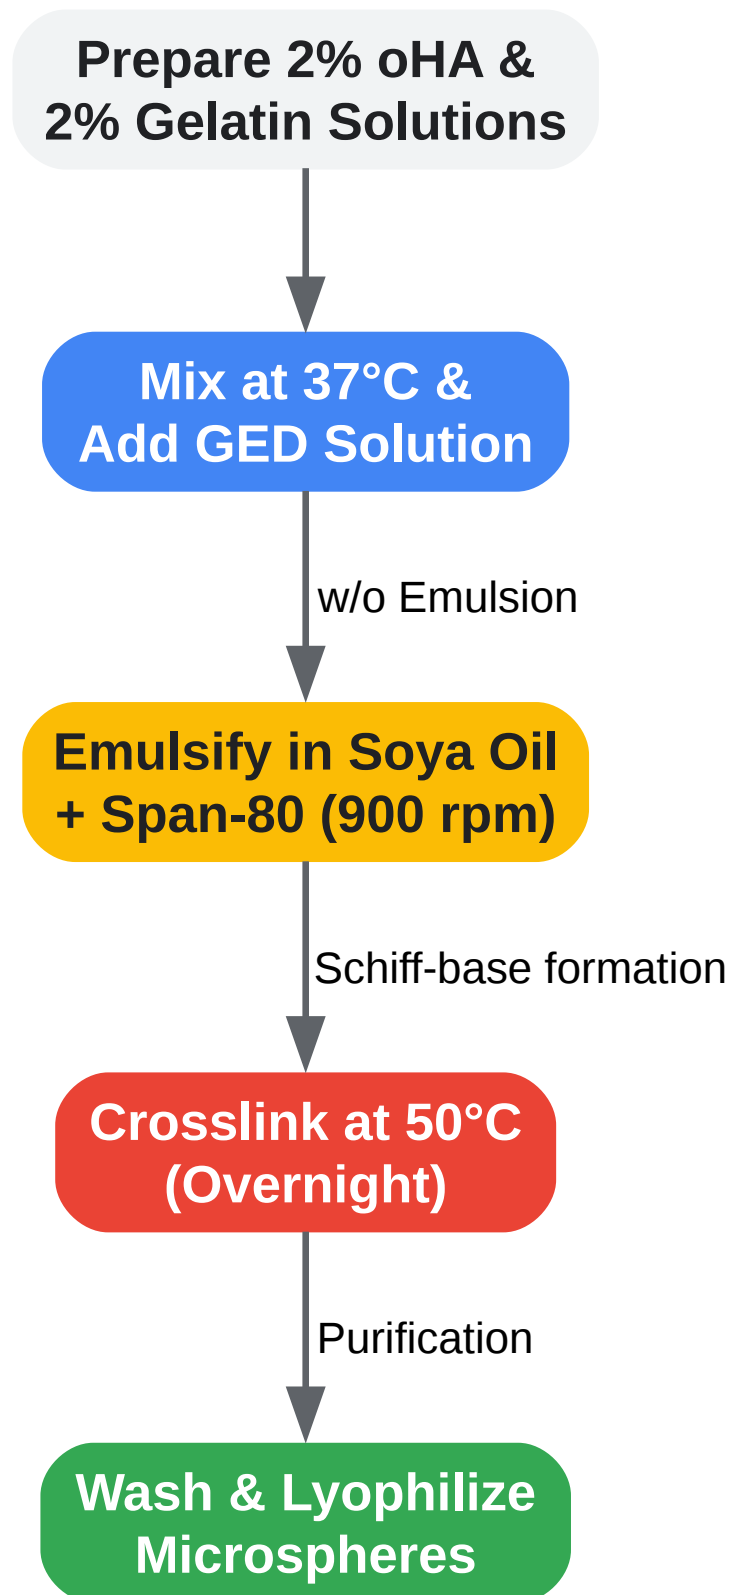 Prepare 2% oHA &
2% Gelatin Solutions
Mix at 37°C &
Add GED Solution
w/o Emulsion
Emulsify in Soya Oil
+ Span-80 (900 rpm)
Schiff-base formation
Crosslink at 50°C
(Overnight)
Purification
Wash & Lyophilize
Microspheres